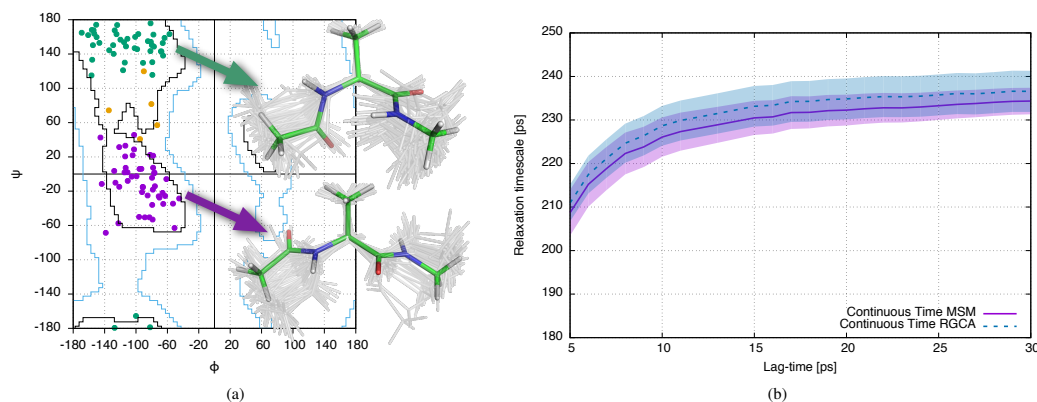 180
140
100
60
20
-20
-60
-100
-140
-180
ψ
-180 -140 -100 -60 -20 20 60 100 140 180
ϕ
(a)
250
240
230
220
210
200
190
180
Relaxation timescale [ps]
Continuous Time MSM
Continuous Time RGCA
5 10 15 20 25 30
Lag-time [ps]
(b)